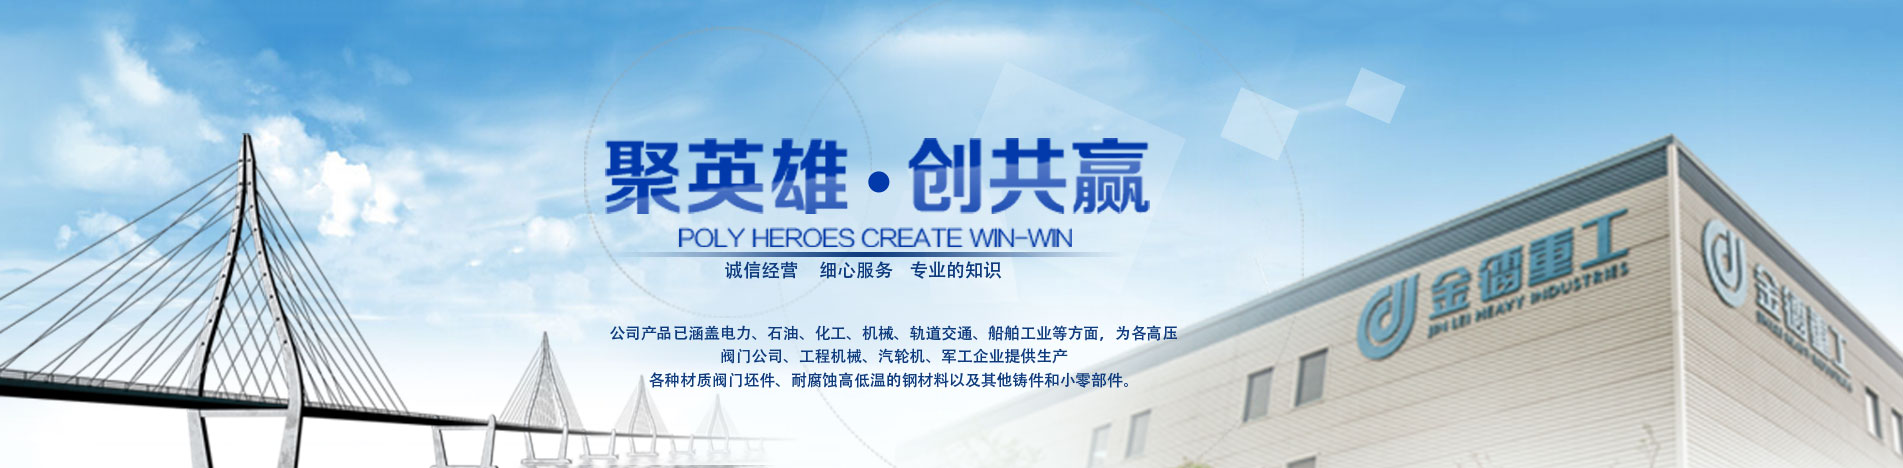 聚英雄·创共赢
POLY HEROES CREATE WIN-WIN
诚信经营 细心服务 专业的知识
公司产品已涵盖电力、石油、化工、机械、轨道交通、船舶工业等方面，为各高压
阀门公司、工程机械、汽轮机、军工企业提供生产
各种材质阀门坯件、耐腐蚀高低温的钢材料以及其他铸件和小零部件。
金镭重工
JIN LEI HEAVY INDUSTRIES
金镭重工